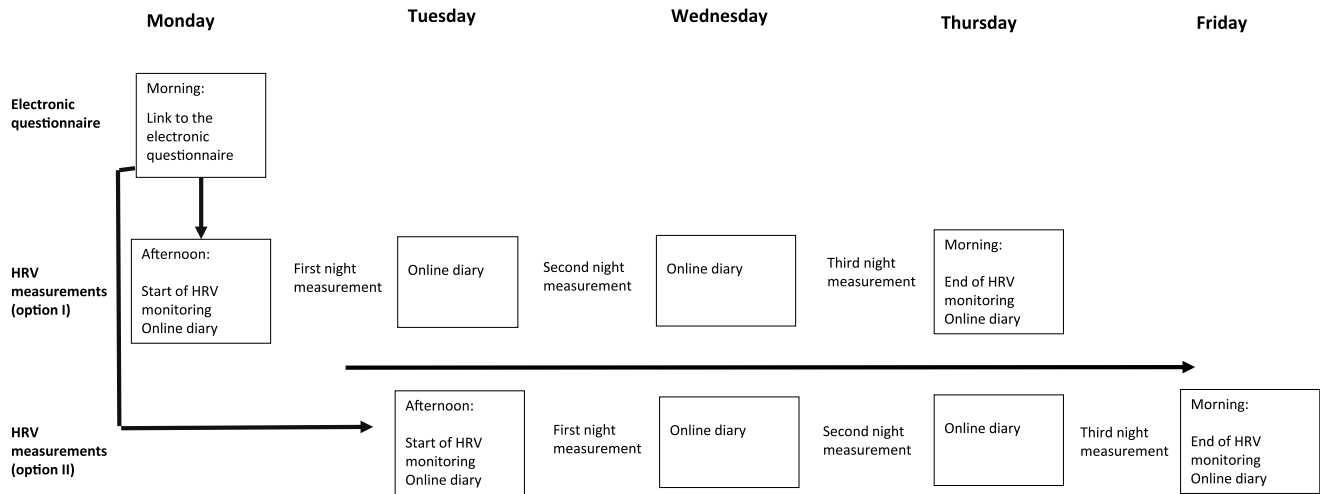 Monday
Tuesday
Wednesday
Thursday
Friday
Electronic
questionnaire
Morning:
Link to the
electronic
questionnaire
HRV
measurements
(option I)
Afternoon:
Start of HRV
monitoring
Online diary
First night
measurement
Online diary
Second night
measurement
Online diary
Third night
measurement
Morning:
End of HRV
monitoring
Online diary
HRV
measurements
(option II)
Afternoon:
Start of HRV
monitoring
Online diary
First night
measurement
Online diary
Second night
measurement
Online diary
Third night
measurement
Morning:
End of HRV
monitoring
Online diary